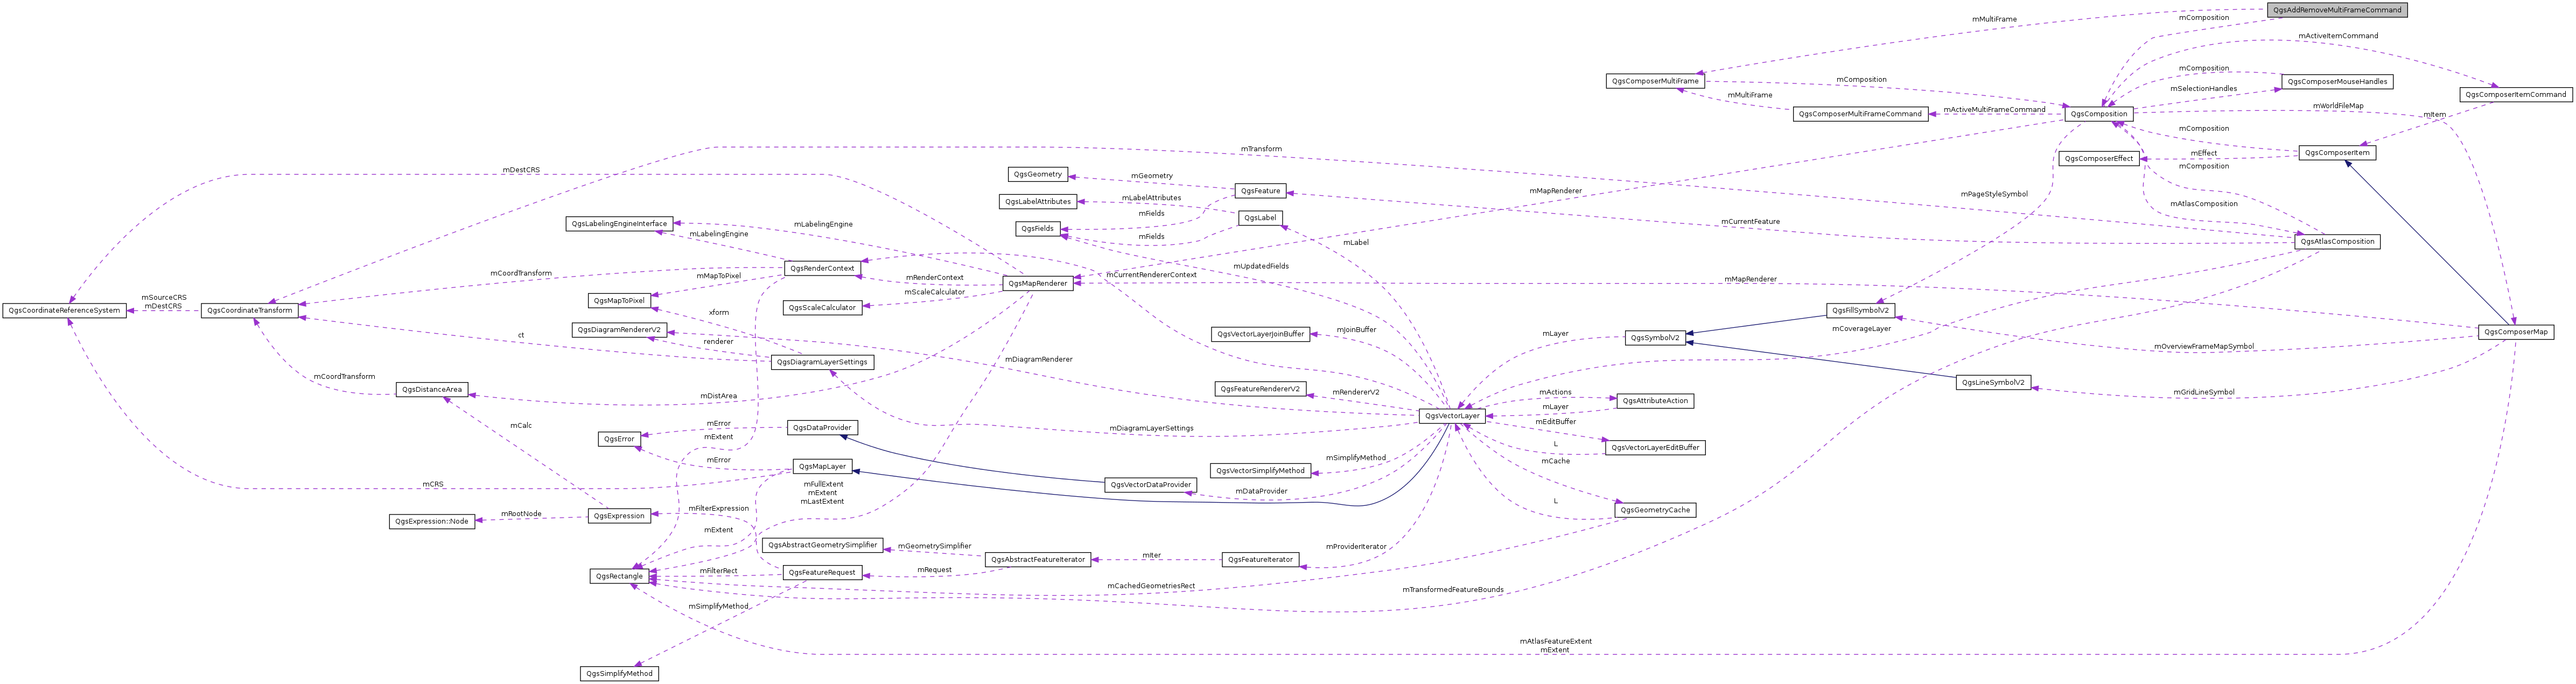 QgsAddRemoveMultiFrameCommand
mMultiFrame
mComposition
mActiveItemCommand
mComposition
QgsComposerMultiFrame
mComposition
QgsComposerMouseHandles
mSelectionHandles
QgsComposerItemCommand
mMultiFrame
mWorldFileMap
mActiveMultiFrameCommand
QgsComposerMultiFrameCommand
QgsComposition
mItem
mComposition
mTransform
QgsComposerItem
mEffect
QgsComposerEffect
mComposition
mDestCRS
QgsGeometry
mGeometry
QgsFeature
mMapRenderer
mPageStyleSymbol
mLabelAttributes
QgsLabelAttributes
mAtlasComposition
mFields
QgsLabel
mCurrentFeature
QgsLabelingEngineInterface
mLabelingEngine
QgsFields
mLabelingEngine
mFields
mLabel
QgsAtlasComposition
QgsRenderContext
mUpdatedFields
mCoordTransform
mMapToPixel
mRenderContext
mCurrentRendererContext
mMapRenderer
QgsMapRenderer
mScaleCalculator
mSourceCRS
mDestCRS
QgsMapToPixel
QgsScaleCalculator
QgsCoordinateReferenceSystem
QgsCoordinateTransform
xform
QgsFillSymbolV2
QgsDiagramRendererV2
mJoinBuffer
QgsVectorLayerJoinBuffer
mLayer
mCoverageLayer
QgsComposerMap
ct
renderer
QgsSymbolV2
mOverviewFrameMapSymbol
mDiagramRenderer
QgsDiagramLayerSettings
mCoordTransform
QgsLineSymbolV2
QgsDistanceArea
QgsFeatureRendererV2
mRendererV2
mActions
mGridLineSymbol
mDistArea
QgsAttributeAction
mLayer
QgsVectorLayer
mError
mCalc
QgsDataProvider
mDiagramLayerSettings
mEditBuffer
mExtent
QgsError
L
QgsVectorLayerEditBuffer
mError
mSimplifyMethod
mCache
QgsMapLayer
QgsVectorSimplifyMethod
mCRS
mFullExtent
mExtent
mLastExtent
QgsVectorDataProvider
mDataProvider
L
mFilterExpression
QgsGeometryCache
mRootNode
QgsExpression
QgsExpression::Node
mExtent
QgsAbstractGeometrySimplifier
mGeometrySimplifier
mProviderIterator
mIter
QgsAbstractFeatureIterator
QgsFeatureIterator
mFilterRect
QgsFeatureRequest
mRequest
QgsRectangle
mCachedGeometriesRect
mTransformedFeatureBounds
mSimplifyMethod
mAtlasFeatureExtent
mExtent
QgsSimplifyMethod